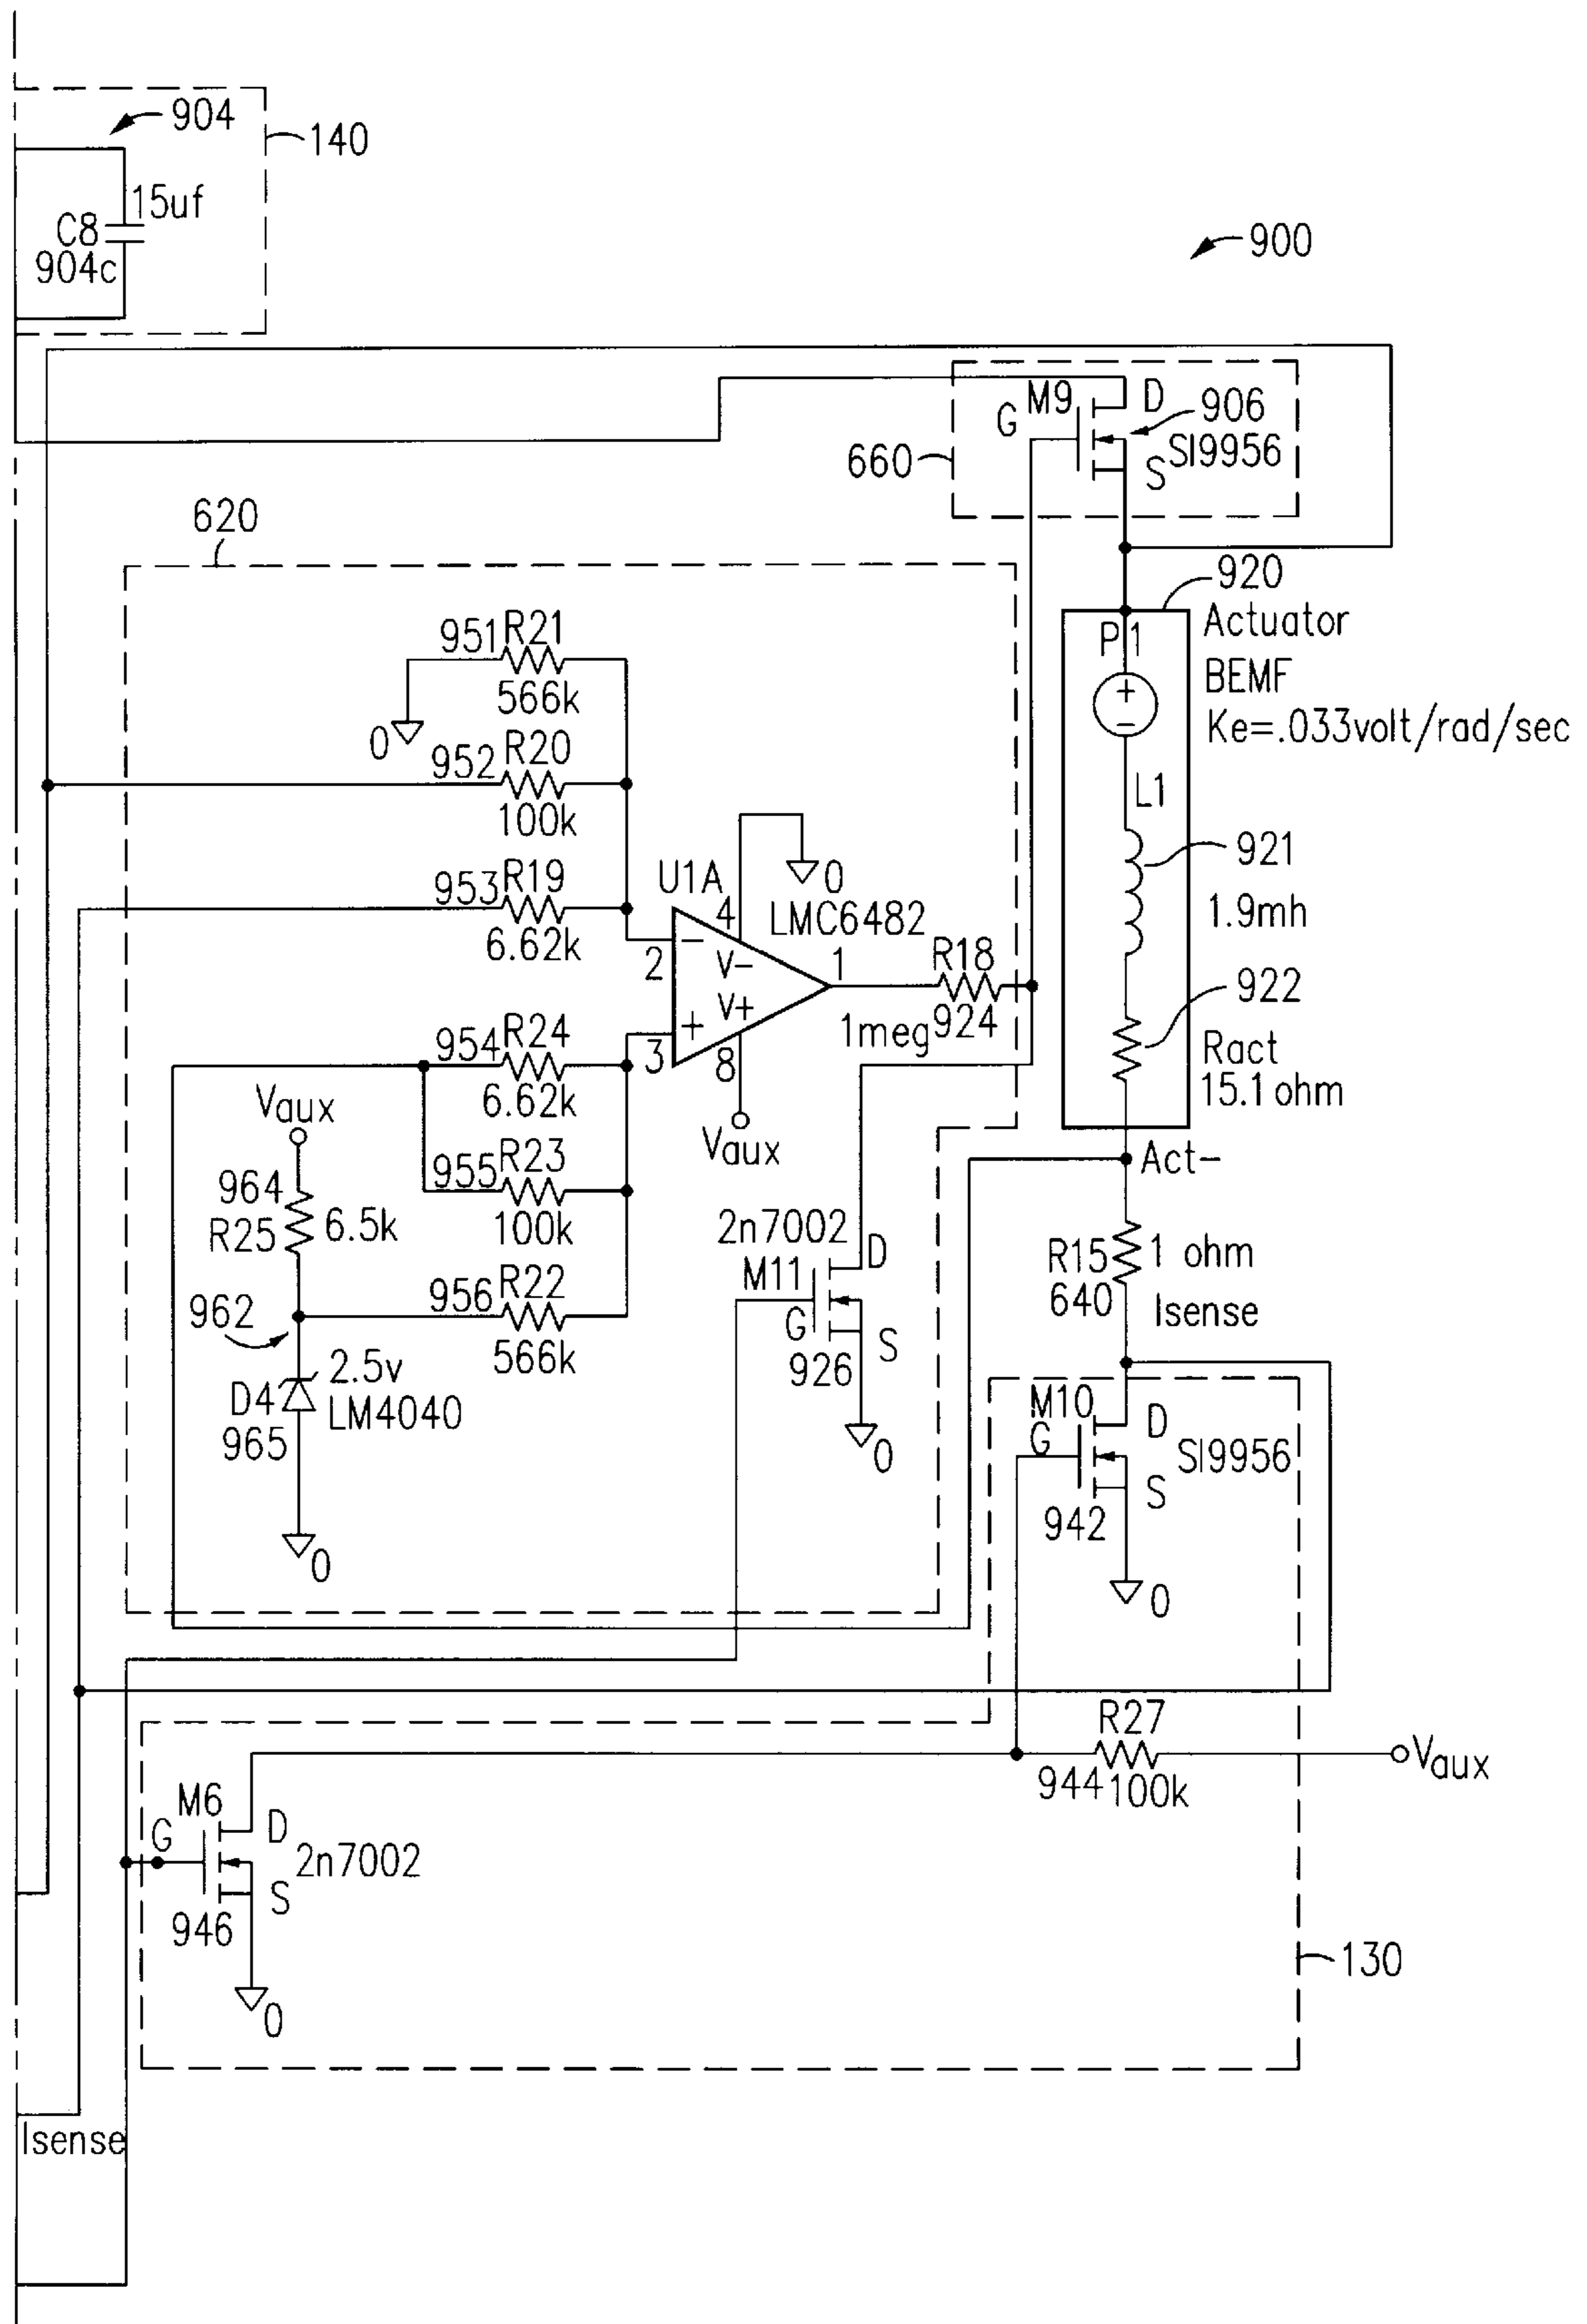 904
140
15uf
C8
904c
900
M9
D
G
906
SI9956
S
660
620
920
Actuator
P1
BEMF
Ke=.033volt/rad/sec
951
R21
566k
0
952
R20
100k
L1
921
1.9mh
953
R19
6.62k
U1A
4
0
LMC6482
2
V-
1
R18
V+
1meg
924
922
3
8
Vaux
Ract
15.1 ohm
954
R24
6.62k
Vaux
955
R23
100k
Act-
964
R25
6.5k
2n7002
D
M11
G
S
926
0
R15
640
1 ohm
Isense
956
R22
566k
962
2.5v
D4
LM4040
965
0
M10
G
D
SI9956
S
942
0
R27
944
100k
Vaux
M6
G
D
2n7002
S
946
0
130
Isense